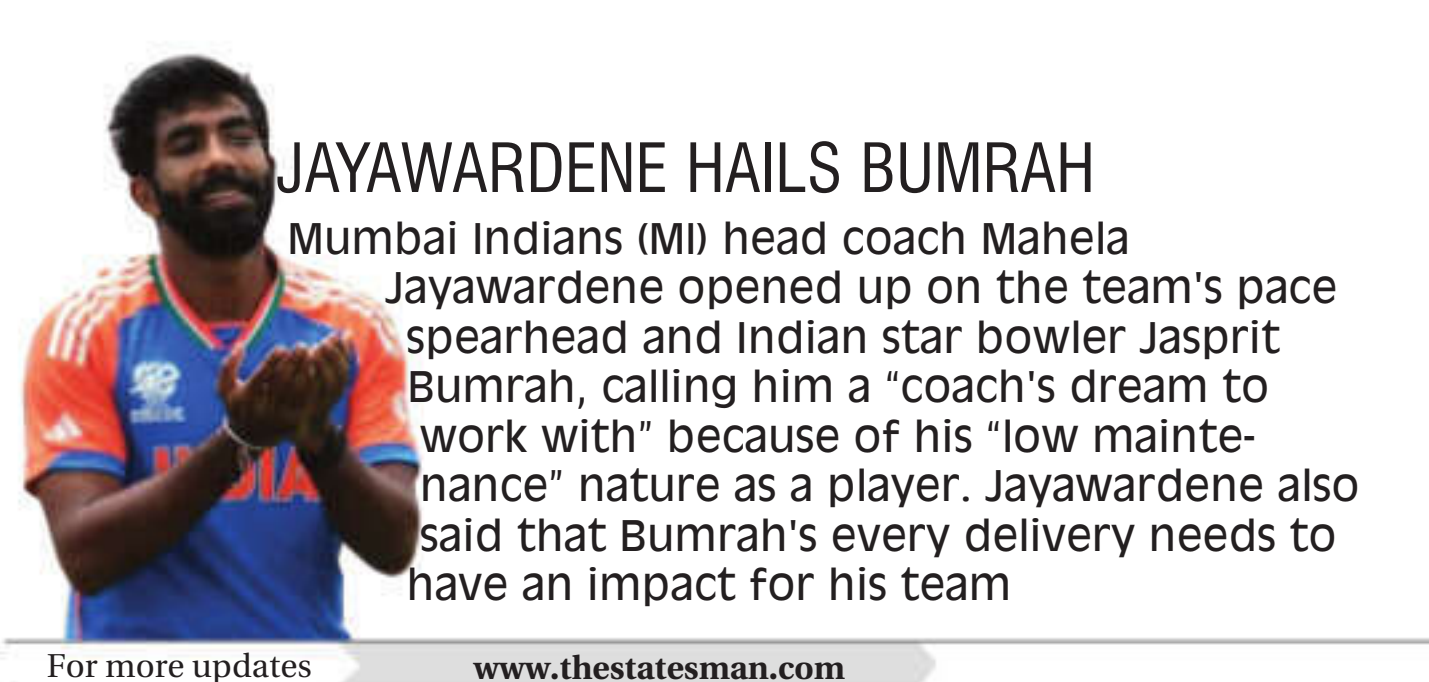 JAYAWARDENE HAILS BUMRAH
Mumbai Indians (MI) head coach Mahela
Jayawardene opened up on the team's pace
spearhead and Indian star bowler Jasprit
Bumrah, calling him a “coach's dream to
work with” because of his “low mainte-
nance” nature as a player. Jayawardene also
said that Bumrah's every delivery needs to
have an impact for his team
INDIA
For more updates
www.thestatesman.com